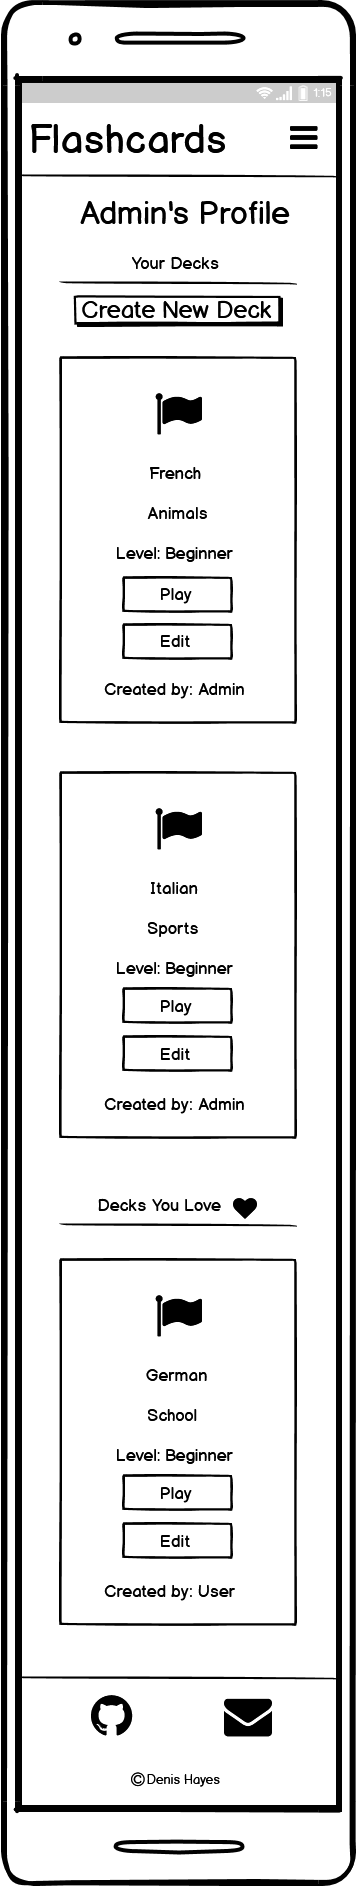 1:15
Flashcards
Admin's Profile
Your Decks
Create New Deck
French
Animals
Level: Beginner
Play
Edit
Created by: Admin
Italian
Sports
Level: Beginner
Play
Edit
Created by: Admin
Decks You Love
German
School
Level: Beginner
Play
Edit
Created by: User
©Denis Hayes